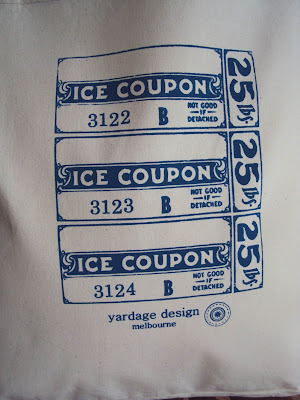 ICE COUPON
3122 B NOT GOOD
IF
DETACHED
25 lbs.
ICE COUPON
3123 B NOT GOOD
IF
DETACHED
25 lbs.
ICE COUPON
3124 B NOT GOOD
IF
DETACHED
25 lbs.
yardage design
melbourne